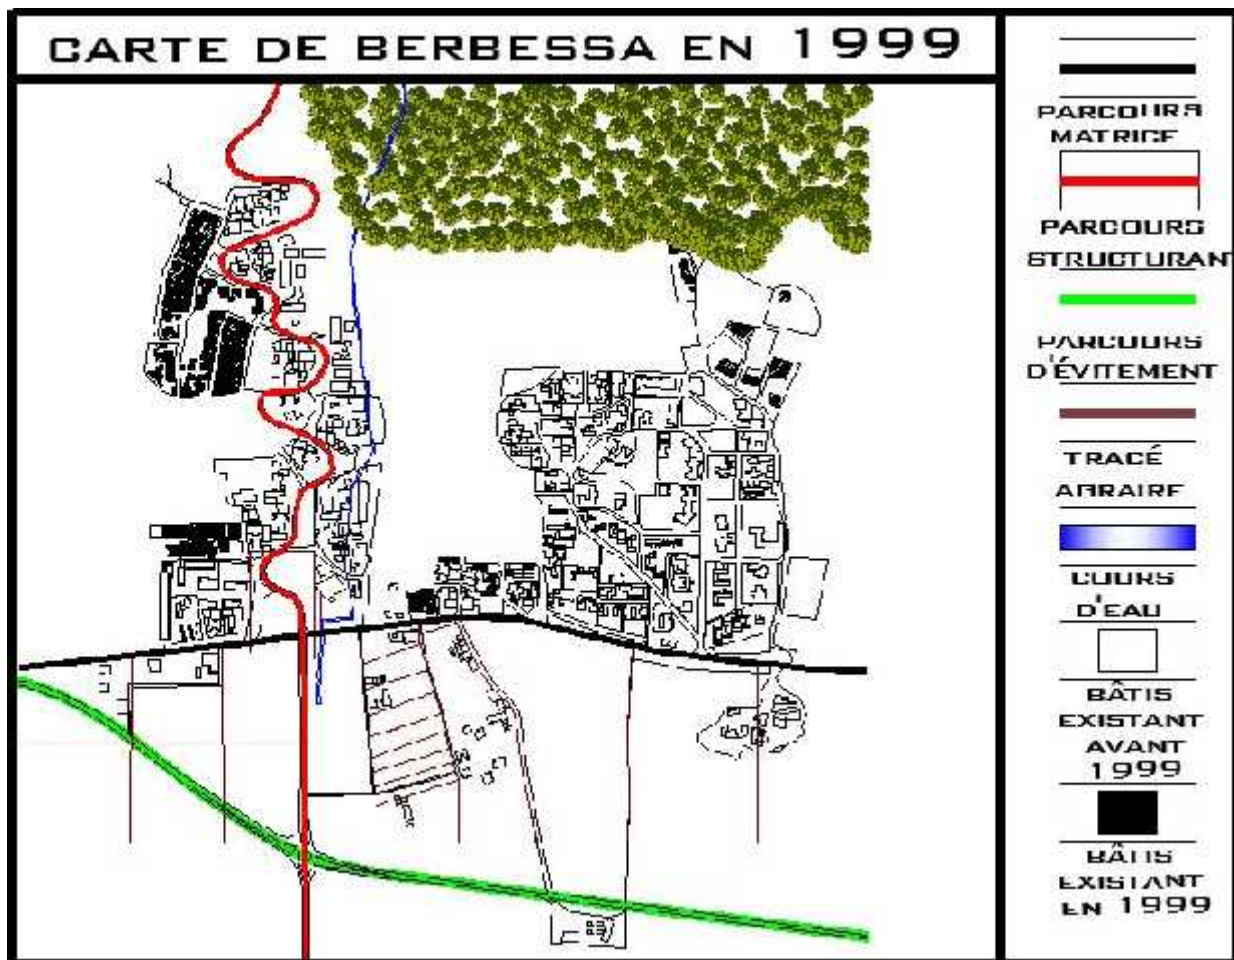 CARTE DE BERBESSA EN 1999
PARCOURS
MATRICE
PARCOURS
STRUCTURANT
PARCOURS
D'ÉVITEMENT
TRACÉ
AGRAIRE
COURS
D'EAU
BÂTIS
EXISTANT
AVANT
1999
BÂTIS
EXISTANT
EN 1999